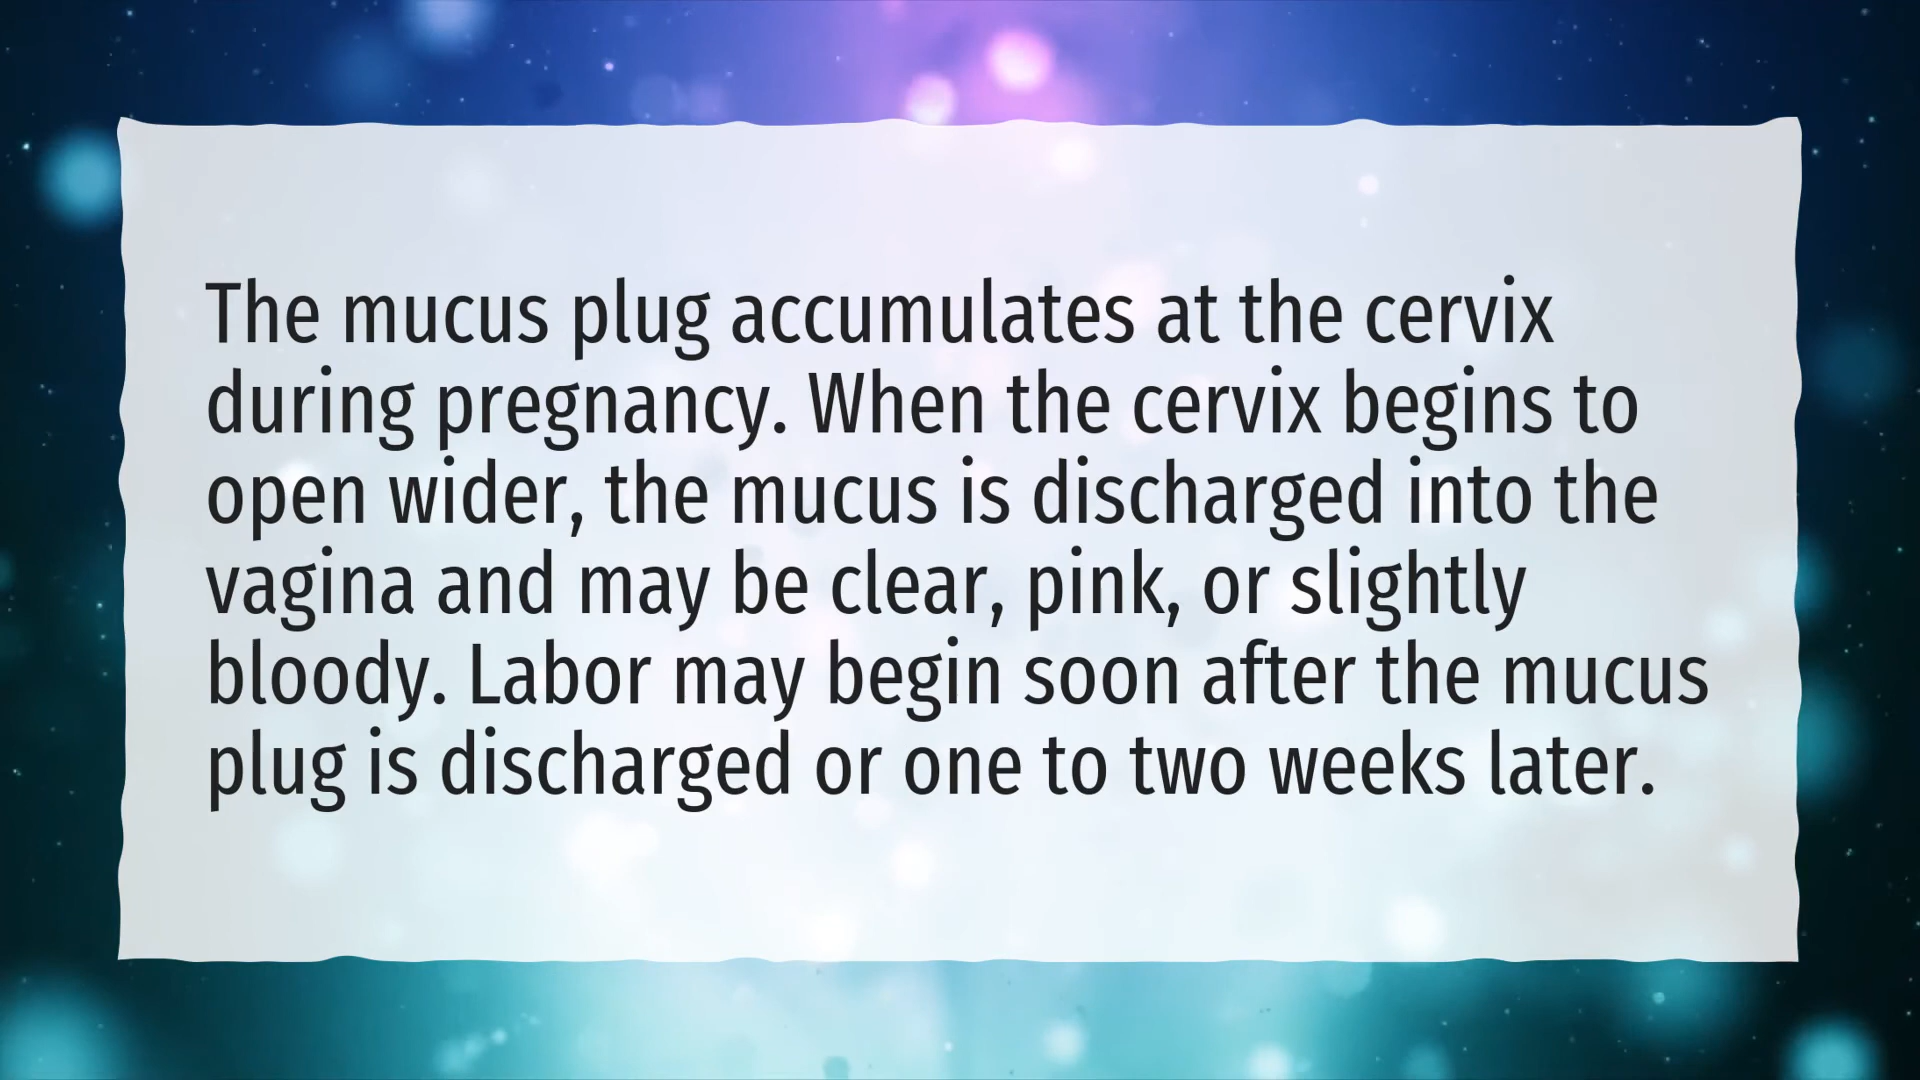 The mucus plug accumulates at the cervix
during pregnancy. When the cervix begins to
open wider, the mucus is discharged into the
vagina and may be clear, pink, or slightly
bloody. Labor may begin soon after the mucus
plug is discharged or one to two weeks later.